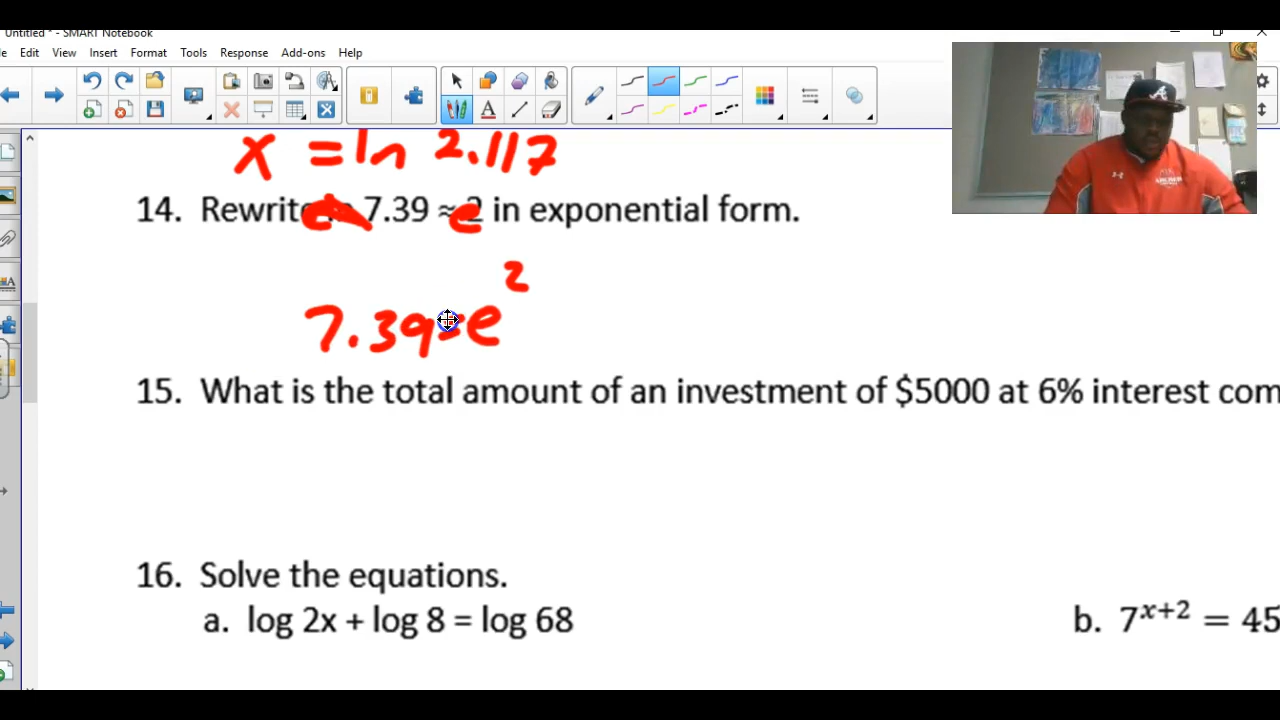 Untitled * - SMART Notebook
Edit View Insert Format Tools Response Add-ons Help
x = ln 2.117
14. Rewrite ln 7.39 ≈ 2 in exponential form.
e e
7.39 = e²
15. What is the total amount of an investment of $5000 at 6% interest com
16. Solve the equations.
a. log 2x + log 8 = log 68
b. 7^{x+2} = 45